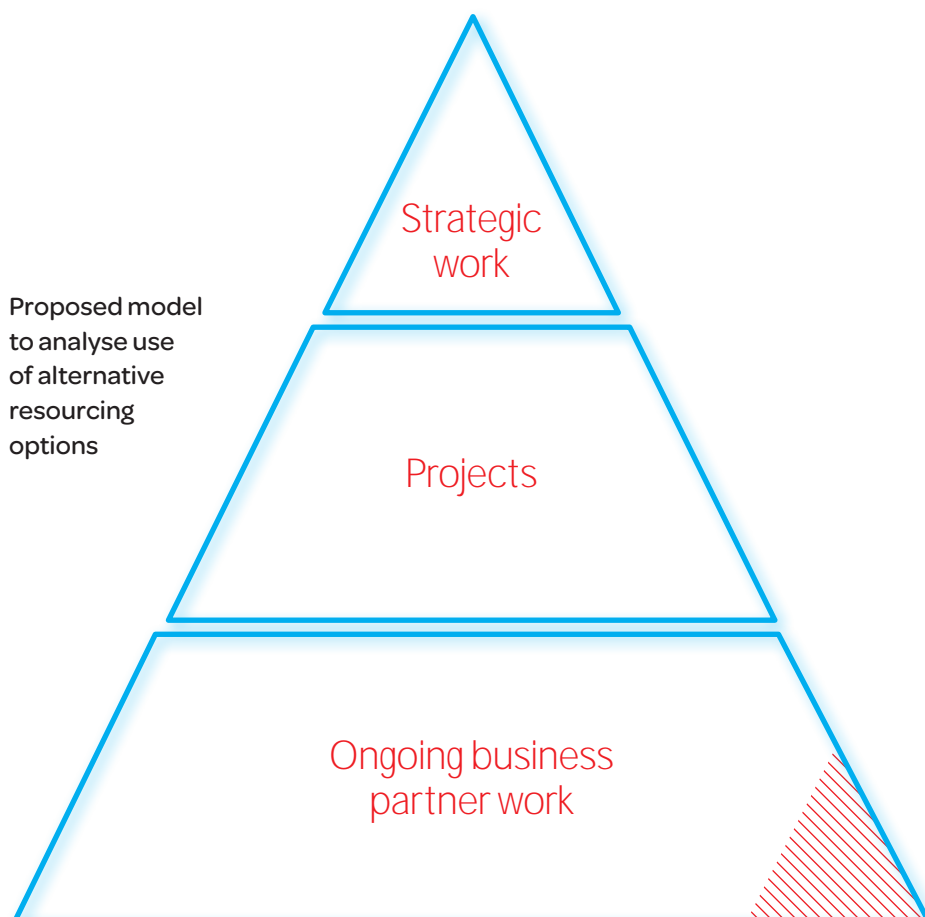 Strategic
work
Proposed model
to analyse use
of alternative
resourcing
options
Projects
Ongoing business
partner work